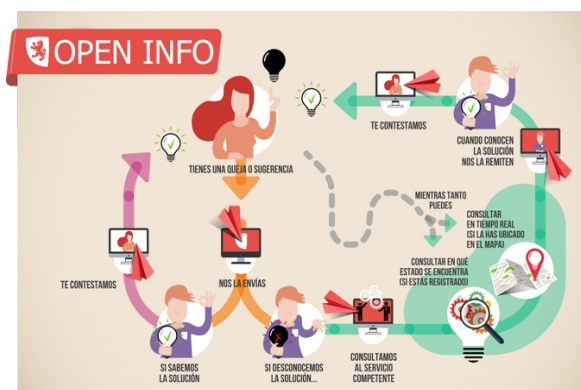 OPEN INFO
TIENES UNA QUEJA O SUGERENCIA
NOS LA ENVÍAS
SI SABEMOS
LA SOLUCIÓN
TE CONTESTAMOS
SI DESCONOCEMOS
LA SOLUCIÓN...
CONSULTAMOS
AL SERVICIO
COMPETENTE
MIENTRAS TANTO
PUEDES
CONSULTAR
EN TIEMPO REAL
(SI LA HAS UBICADO
EN EL MAPA)
CONSULTAR EN QUÉ
ESTADO SE ENCUENTRA
(SI ESTÁS REGISTRADO)
CUANDO CONOCEN
LA SOLUCIÓN
NOS LA REMITEN
TE CONTESTAMOS